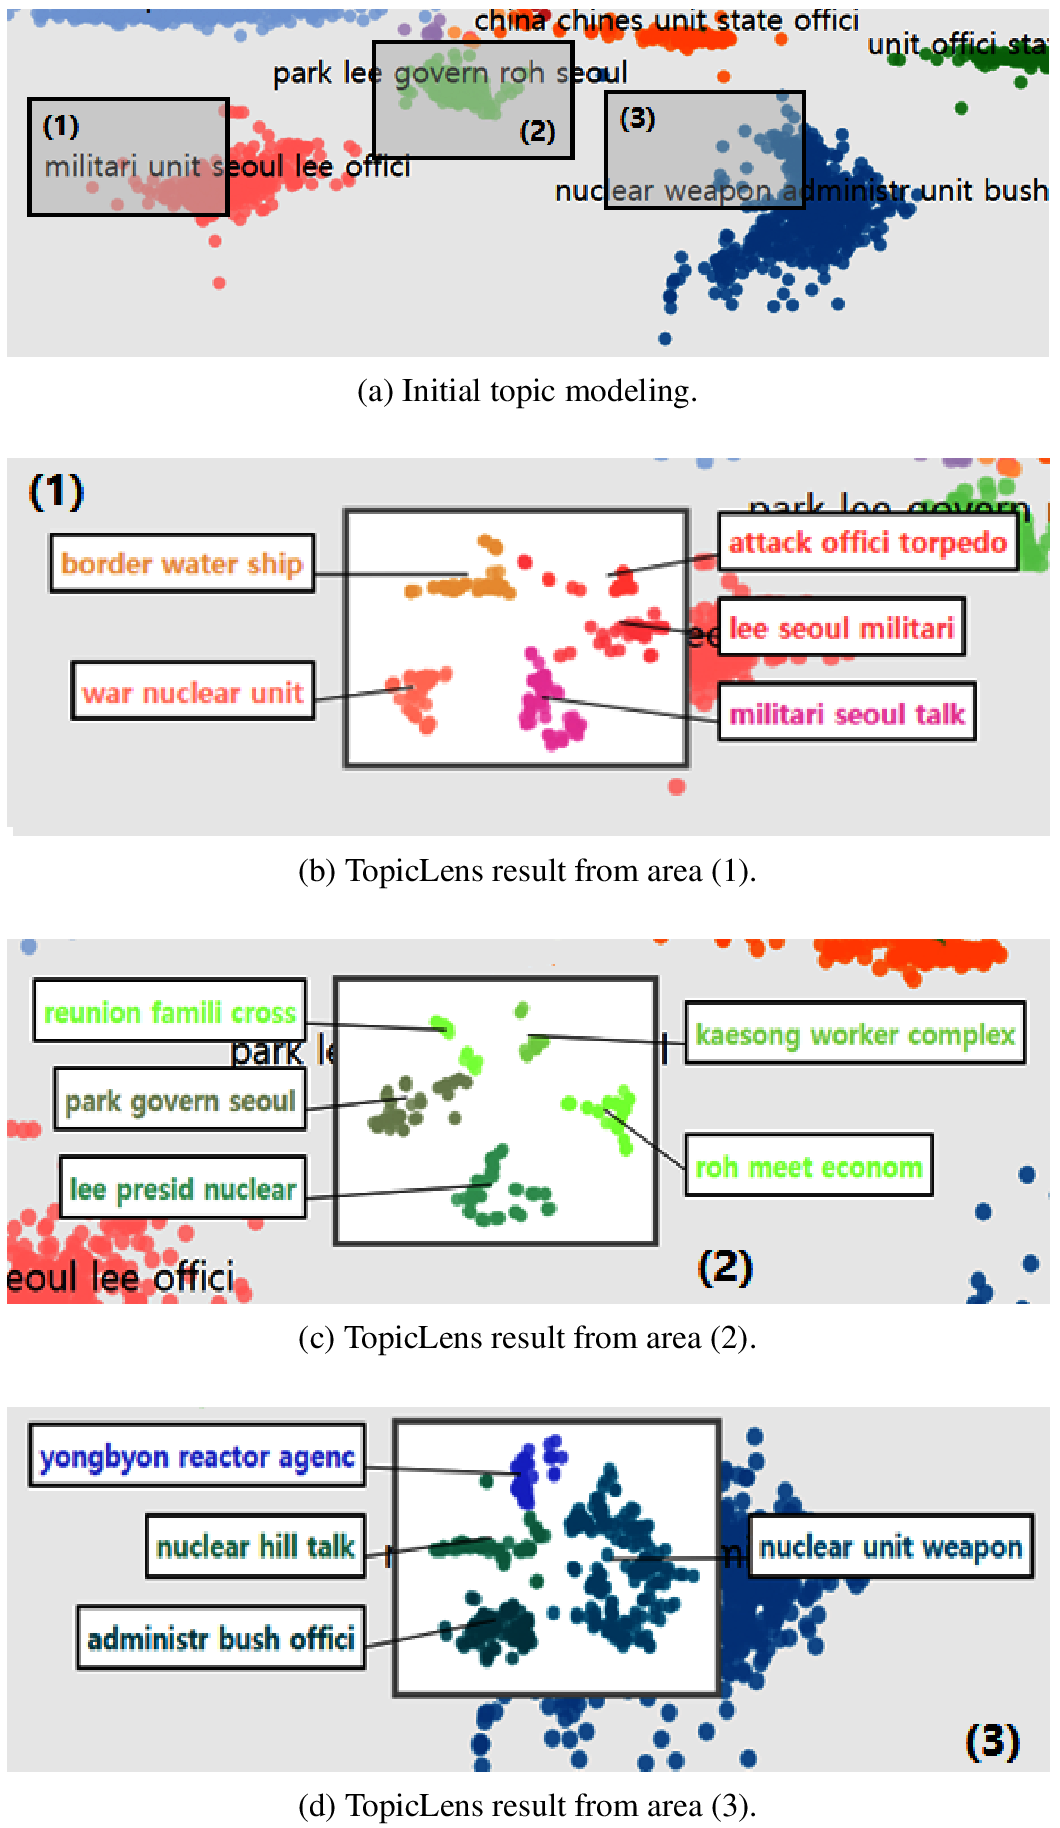 china chines unit state offici
unit offici sta
park lee govern roh seoul
(1)
(2)
(3)
militari unit seoul lee offici
nuclear weapon administr unit bush
(a) Initial topic modeling.
(1)
park lee govern
border water ship
attack offici torpedo
lee seoul militari
war nuclear unit
militari seoul talk
(b) TopicLens result from area (1).
reunion famili cross
kaesong worker complex
park le
park govern seoul
roh meet econom
lee presid nuclear
(2)
eoul lee offici
(c) TopicLens result from area (2).
yongbyon reactor agenc
nuclear hill talk
nuclear unit weapon
administr bush offici
(3)
(d) TopicLens result from area (3).